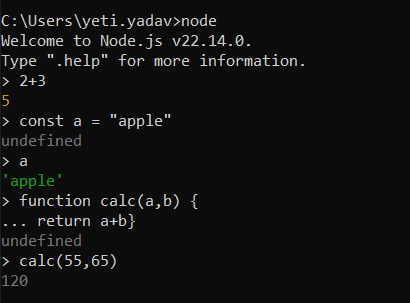 C:\Users\yeti.yadav>node
Welcome to Node.js v22.14.0.
Type ".help" for more information.
> 2+3
5
> const a = "apple"
undefined
> a
'apple'
> function calc(a,b) {
... return a+b}
undefined
> calc(55,65)
120